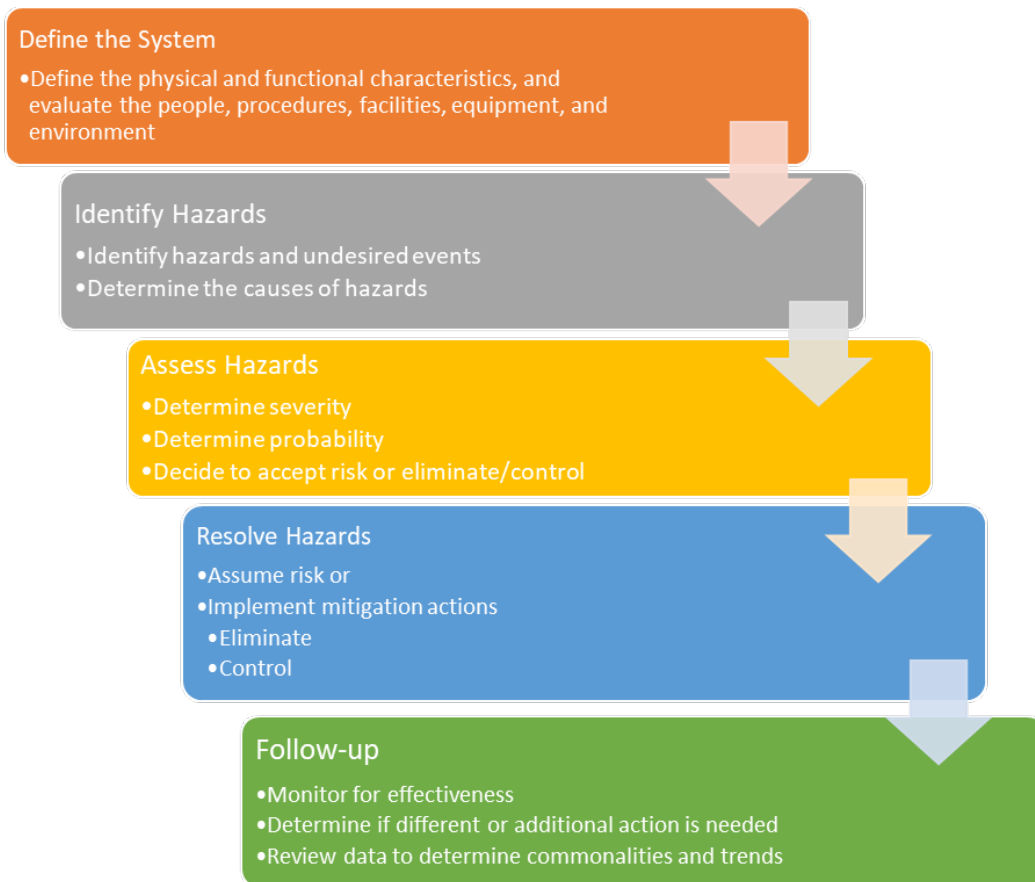 Define the System
•Define the physical and functional characteristics, and
evaluate the people, procedures, facilities, equipment, and
environment
Identify Hazards
•Identify hazards and undesired events
•Determine the causes of hazards
Assess Hazards
•Determine severity
•Determine probability
•Decide to accept risk or eliminate/control
Resolve Hazards
•Assume risk or
•Implement mitigation actions
•Eliminate
•Control
Follow-up
•Monitor for effectiveness
•Determine if different or additional action is needed
•Review data to determine commonalities and trends